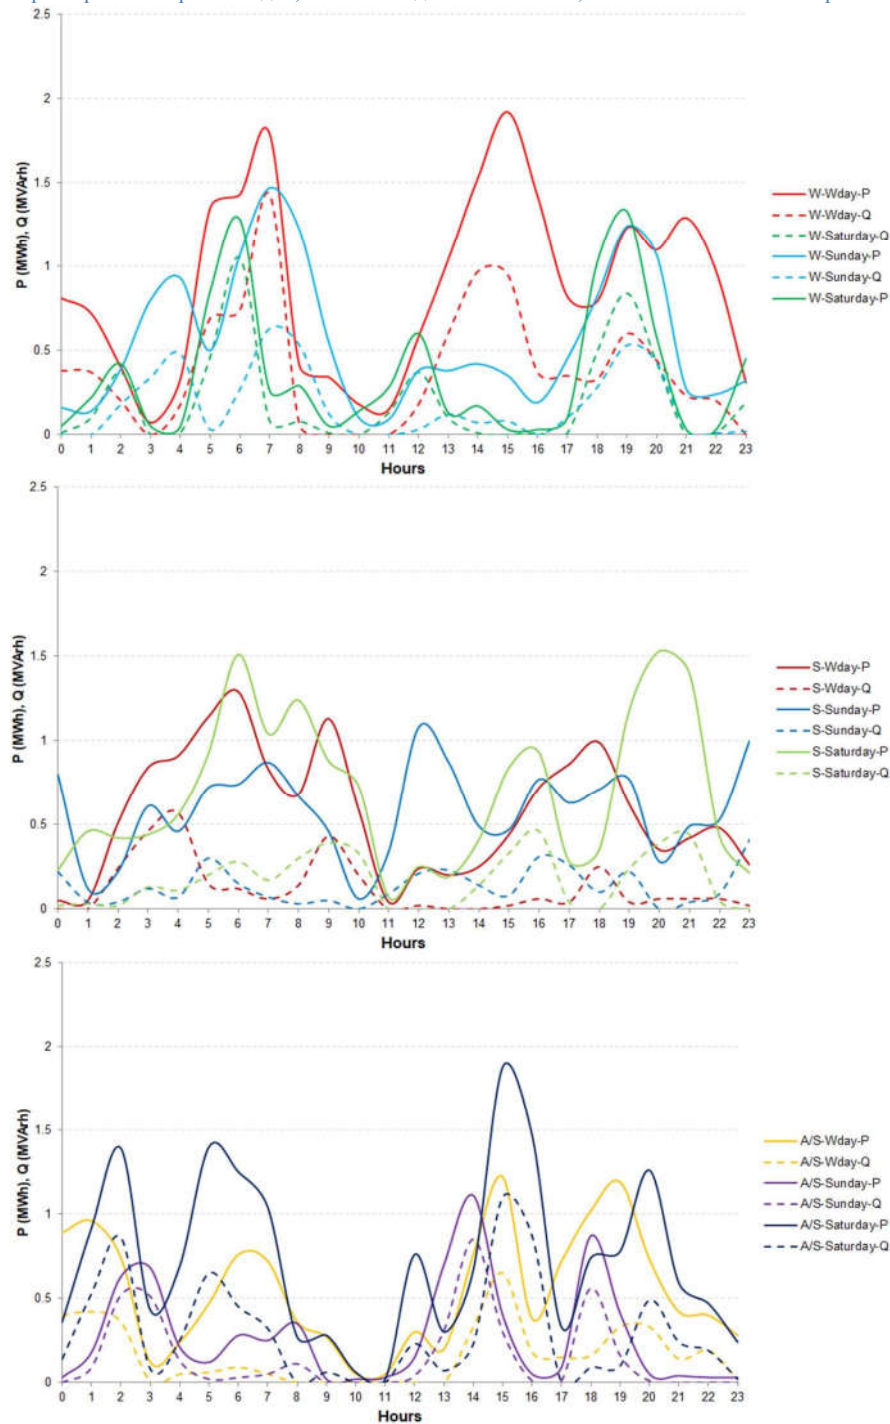 2.5
2
1.5
1
0.5
0
P (MWh), Q (MVArh)
0 1 2 3 4 5 6 7 8 9 10 11 12 13 14 15 16 17 18 19 20 21 22 23
Hours
W-Wday-P
W-Wday-Q
W-Saturday-Q
W-Sunday-P
W-Sunday-Q
W-Saturday-P
2.5
2
1.5
1
0.5
0
P (MWh), Q (MVArh)
0 1 2 3 4 5 6 7 8 9 10 11 12 13 14 15 16 17 18 19 20 21 22 23
Hours
S-Wday-P
S-Wday-Q
S-Sunday-P
S-Sunday-Q
S-Saturday-P
S-Saturday-Q
2.5
2
1.5
1
0.5
0
P (MWh), Q (MVArh)
0 1 2 3 4 5 6 7 8 9 10 11 12 13 14 15 16 17 18 19 20 21 22 23
Hours
A/S-Wday-P
A/S-Wday-Q
A/S-Sunday-P
A/S-Sunday-Q
A/S-Saturday-P
A/S-Saturday-Q